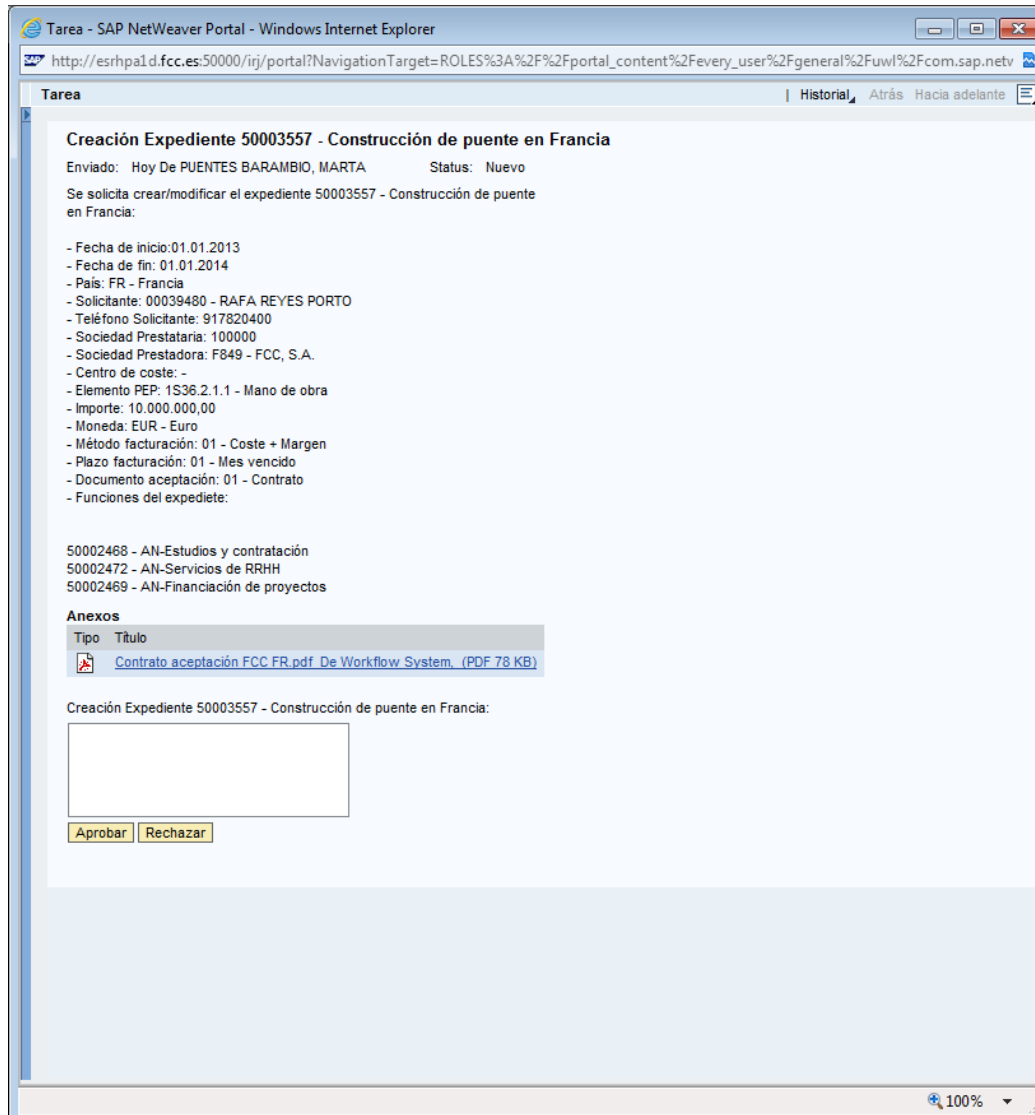 Tarea - SAP NetWeaver Portal - Windows Internet Explorer
SAP http://esrhpa1d.fcc.es:50000/irj/portal?NavigationTarget=ROLES%3A%2F%2Fportal_content%2Fevery_user%2Fgeneral%2Fuwl%2Fcom.sap.netv
Tarea | Historial Atrás Hacia adelante
Creación Expediente 50003557 - Construcción de puente en Francia
Enviado: Hoy De PUENTES BARAMBIO, MARTA Status: Nuevo
Se solicita crear/modificar el expediente 50003557 - Construcción de puente
en Francia:
- Fecha de inicio:01.01.2013
- Fecha de fin: 01.01.2014
- País: FR - Francia
- Solicitante: 00039480 - RAFA REYES PORTO
- Teléfono Solicitante: 917820400
- Sociedad Prestataria: 100000
- Sociedad Prestadora: F849 - FCC, S.A.
- Centro de coste: -
- Elemento PEP: 1S36.2.1.1 - Mano de obra
- Importe: 10.000.000,00
- Moneda: EUR - Euro
- Método facturación: 01 - Coste + Margen
- Plazo facturación: 01 - Mes vencido
- Documento aceptación: 01 - Contrato
- Funciones del expediete:
50002468 - AN-Estudios y contratación
50002472 - AN-Servicios de RRHH
50002469 - AN-Financiación de proyectos
Anexos
Tipo Título
Contrato aceptación FCC FR.pdf De Workflow System, (PDF 78 KB)
Creación Expediente 50003557 - Construcción de puente en Francia:
Aprobar Rechazar
100%